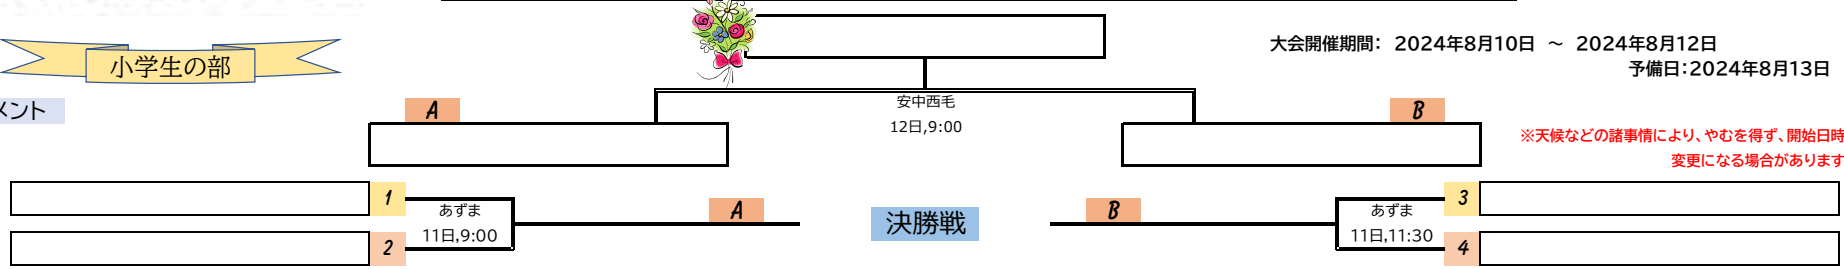 大会開催期間： 2024年8月10日 ～ 2024年8月12日
小学生の部
予備日：2024年8月13日
メント
A
安中西毛
B
12日,9:00
※天候などの諸事情により、やむを得ず、開始日時
変更になる場合があります
1
あずま
A
決勝戦
B
あずま
3
11日,9:00
11日,11:30
2
4